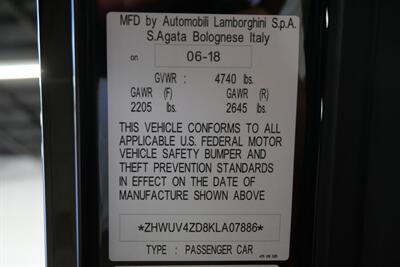 MFD by Automobili Lamborghini S.p.A.
S.Agata Bolognese Italy
on 06-18
GVWR : 4740 lbs.
GAWR (F) GAWR (R)
2205 lbs. 2645 lbs.
THIS VEHICLE CONFORMS TO ALL
APPLICABLE U.S. FEDERAL MOTOR
VEHICLE SAFETY BUMPER AND
THEFT PREVENTION STANDARDS
IN EFFECT ON THE DATE OF
MANUFACTURE SHOWN ABOVE
*ZHWUV4ZD8KLA07886*
TYPE : PASSENGER CAR